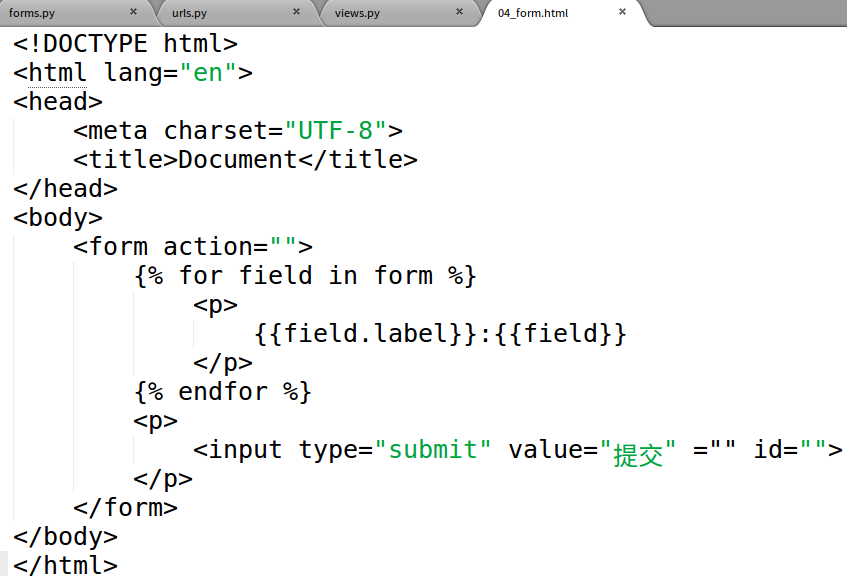 forms.py × urls.py × views.py × 04_form.html ×
<!DOCTYPE html>
<html lang="en">
<head>
    <meta charset="UTF-8">
    <title>Document</title>
</head>
<body>
    <form action="">
        {% for field in form %}
            <p>
                {{field.label}}:{{field}}
            </p>
        {% endfor %}
        <p>
            <input type="submit" value="提交" ="" id="">
        </p>
    </form>
</body>
</html>